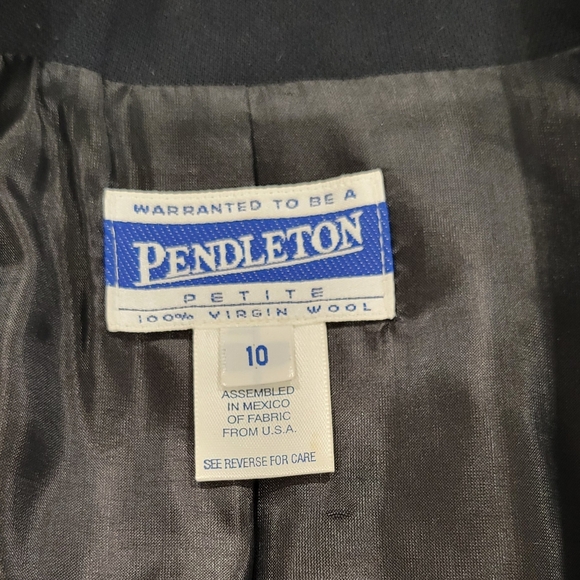 WARRANTED TO BE A
PENDLETON
PETITE
100% VIRGIN WOOL
10
ASSEMBLED
IN MEXICO
OF FABRIC
FROM U.S.A.
SEE REVERSE FOR CARE